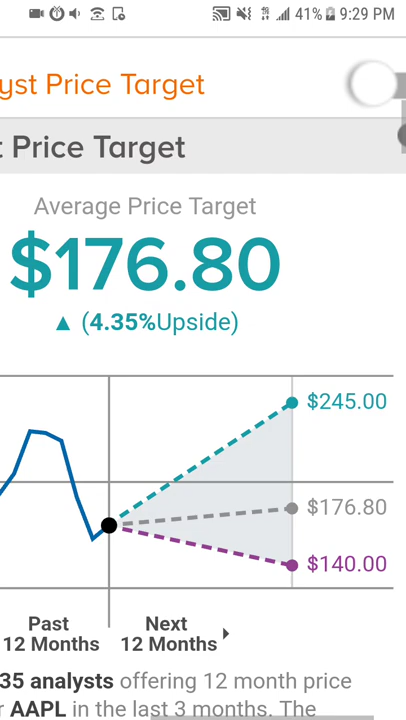 41% 9:29 PM
yst Price Target
t Price Target
Average Price Target
$176.80
▲ (4.35%Upside)
$245.00
$176.80
$140.00
Past
12 Months
Next
12 Months
35 analysts offering 12 month price
r AAPL in the last 3 months. The